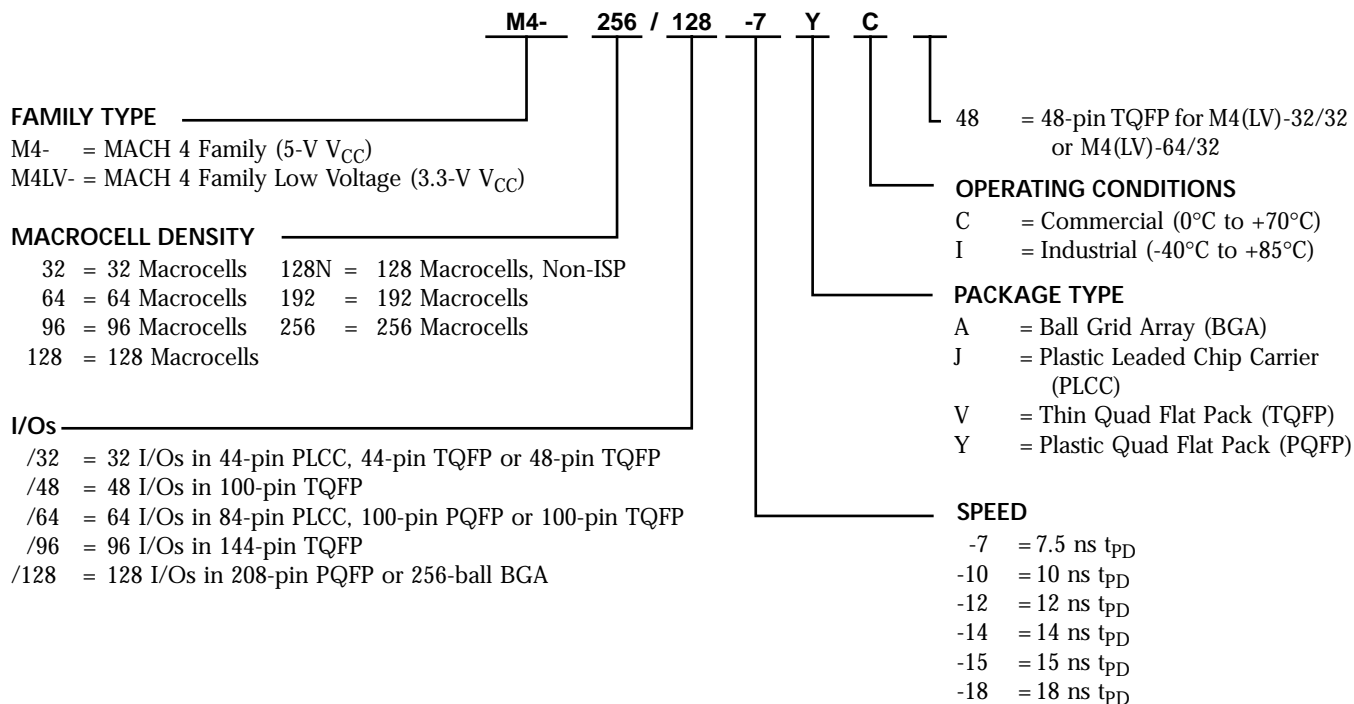 M4- 256 / 128 -7 Y C
FAMILY TYPE
M4- = MACH 4 Family (5-V VCC)
M4LV- = MACH 4 Family Low Voltage (3.3-V VCC)
MACROCELL DENSITY
32 = 32 Macrocells 128N = 128 Macrocells, Non-ISP
64 = 64 Macrocells 192 = 192 Macrocells
96 = 96 Macrocells 256 = 256 Macrocells
128 = 128 Macrocells
I/Os
/32 = 32 I/Os in 44-pin PLCC, 44-pin TQFP or 48-pin TQFP
/48 = 48 I/Os in 100-pin TQFP
/64 = 64 I/Os in 84-pin PLCC, 100-pin PQFP or 100-pin TQFP
/96 = 96 I/Os in 144-pin TQFP
/128 = 128 I/Os in 208-pin PQFP or 256-ball BGA
48 = 48-pin TQFP for M4(LV)-32/32
or M4(LV)-64/32
OPERATING CONDITIONS
C = Commercial (0°C to +70°C)
I = Industrial (-40°C to +85°C)
PACKAGE TYPE
A = Ball Grid Array (BGA)
J = Plastic Leaded Chip Carrier
(PLCC)
V = Thin Quad Flat Pack (TQFP)
Y = Plastic Quad Flat Pack (PQFP)
SPEED
-7 = 7.5 ns tPD
-10 = 10 ns tPD
-12 = 12 ns tPD
-14 = 14 ns tPD
-15 = 15 ns tPD
-18 = 18 ns tPD